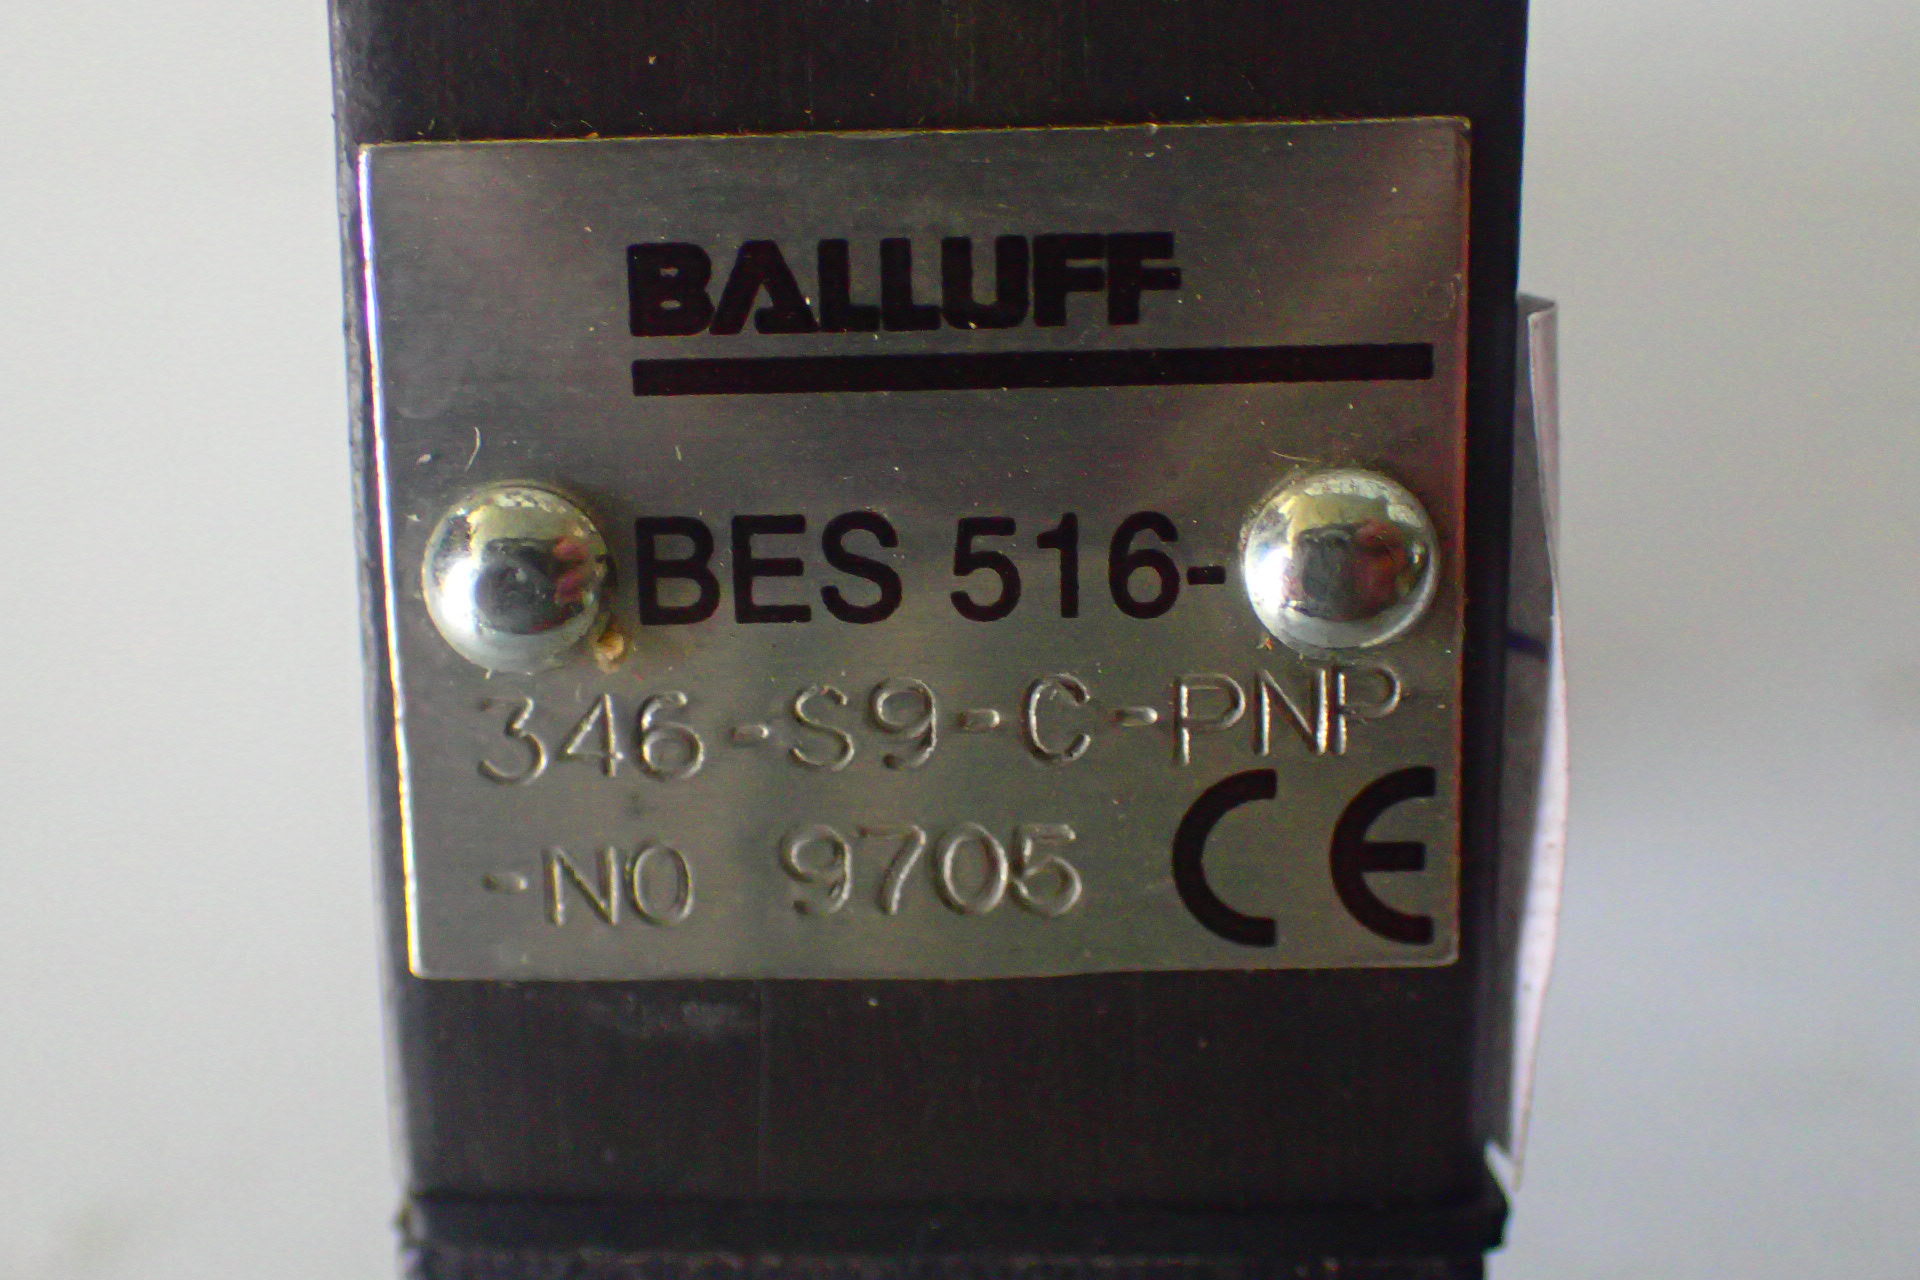 BALLUFF
BES 516-
346-S9-C-PNP
-NO 9705 CE